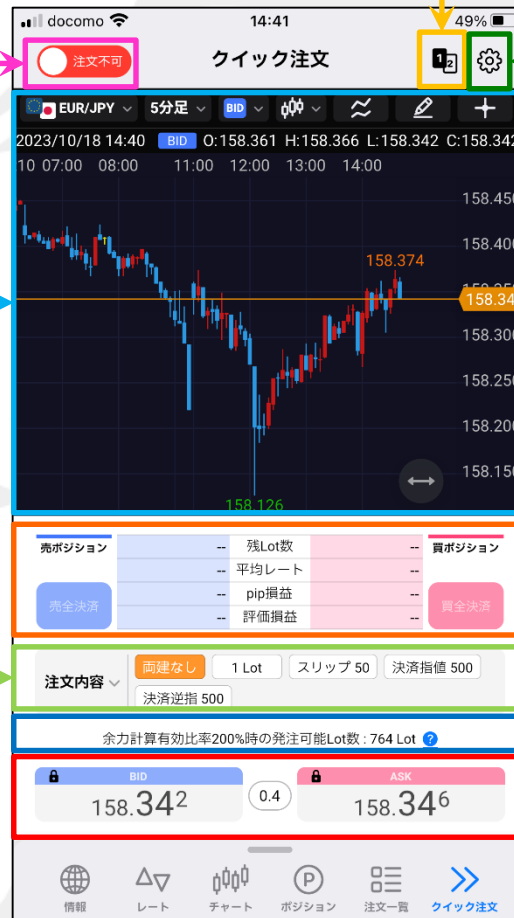 docomo 14:41 49%
注文不可 クイック注文
EUR/JPY 5分足 BID
2023/10/18 14:40 BID O:158.361 H:158.366 L:158.342 C:158.342
10 07:00 08:00 11:00 12:00 13:00 14:00
158.450
158.400
158.374
158.34
158.300
158.250
158.200
158.150
158.126
売ポジション -- 残Lot数 -- 買ポジション
-- 平均レート --
売全決済 -- pip損益 -- 買全決済
-- 評価損益 --
注文内容 両建なし 1 Lot スリップ 50 決済指値 500
決済逆指 500
余力計算有効比率200%時の発注可能Lot数 : 764 Lot ?
BID ASK
158.342 0.4 158.346
情報 レート チャート ポジション 注文一覧 クイック注文